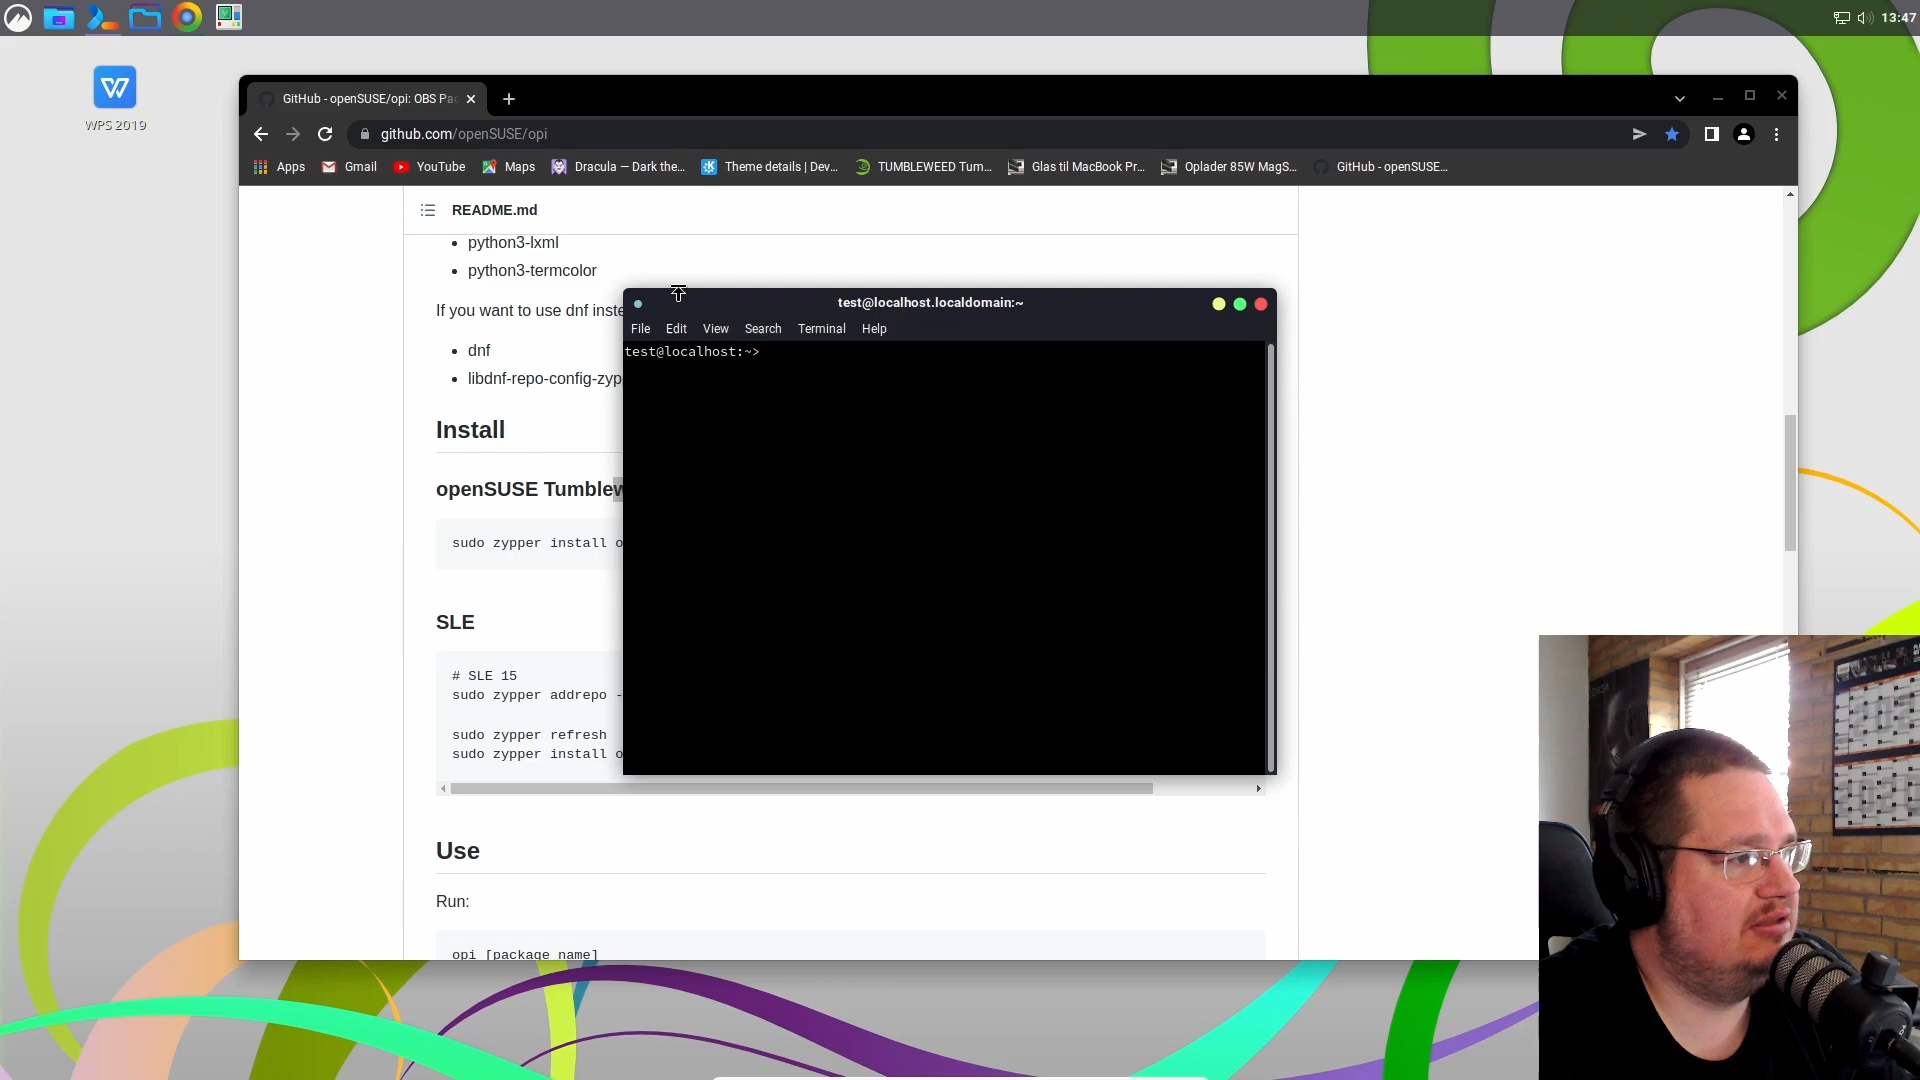 13:47
WPS 2019
GitHub - openSUSE/opi: OBS Pac
github.com/openSUSE/opi
Apps Gmail YouTube Maps Dracula — Dark the... Theme details | Dev... TUMBLEWEED Tum... Glas til MacBook Pr... Oplader 85W MagS... GitHub - openSUSE...
README.md
python3-lxml
python3-termcolor
If you want to use dnf inste
dnf
libdnf-repo-config-zyp
Install
openSUSE Tumblew
sudo zypper install o
SLE
# SLE 15
sudo zypper addrepo -
sudo zypper refresh
sudo zypper install o
Use
Run:
opi [package name]
test@localhost.localdomain:~
File Edit View Search Terminal Help
test@localhost:~>